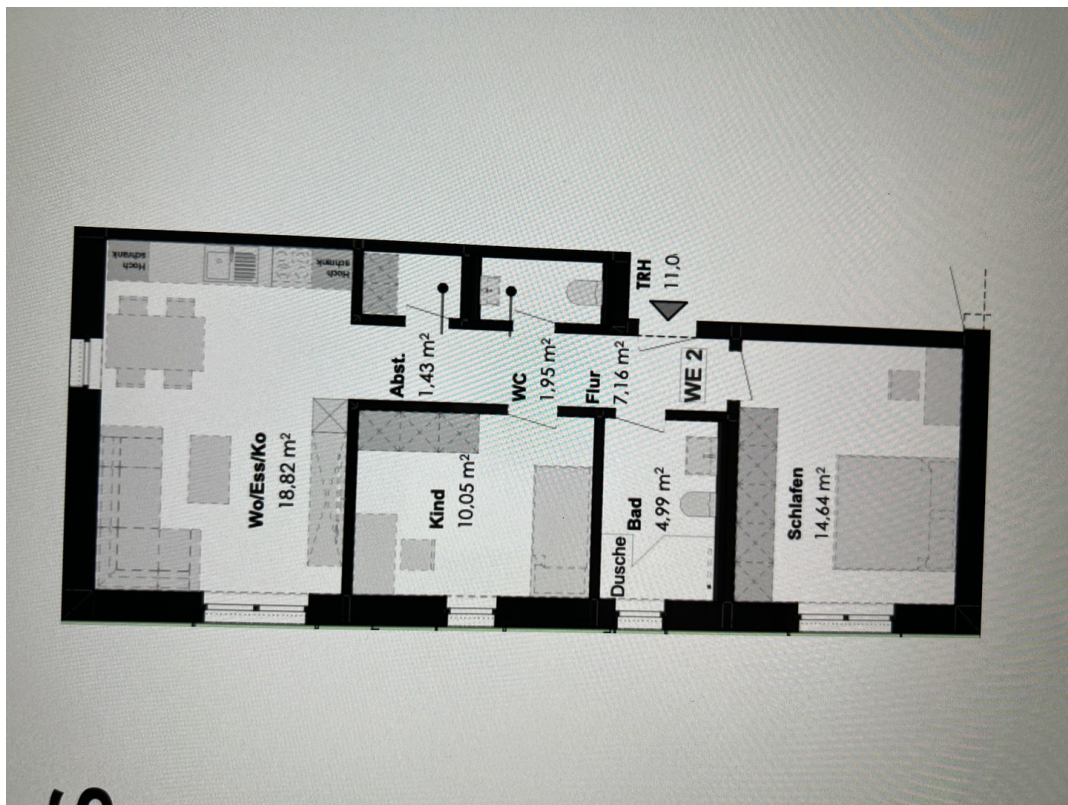 Hoch
schrank
Hoch
schrank
Wo/Ess/Ko
18,82 m²
Abst.
1,43 m²
WC
1,95 m²
Flur
7,16 m²
TRH
11,0
WE 2
Kind
10,05 m²
Dusche
Bad
4,99 m²
Schlafen
14,64 m²